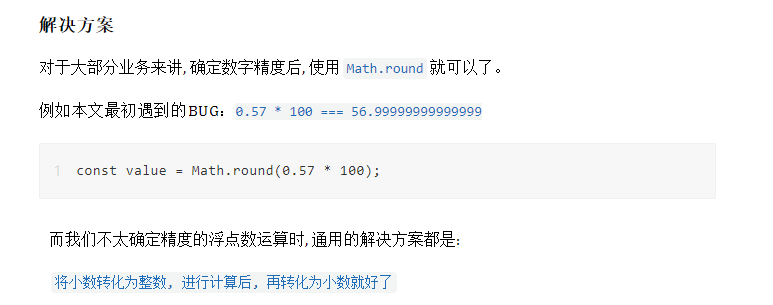 解决方案
对于大部分业务来讲,确定数字精度后,使用 Math.round 就可以了。
例如本文最初遇到的BUG：0.57 * 100 === 56.99999999999999
1 const value = Math.round(0.57 * 100);
而我们不太确定精度的浮点数运算时,通用的解决方案都是：
将小数转化为整数, 进行计算后, 再转化为小数就好了